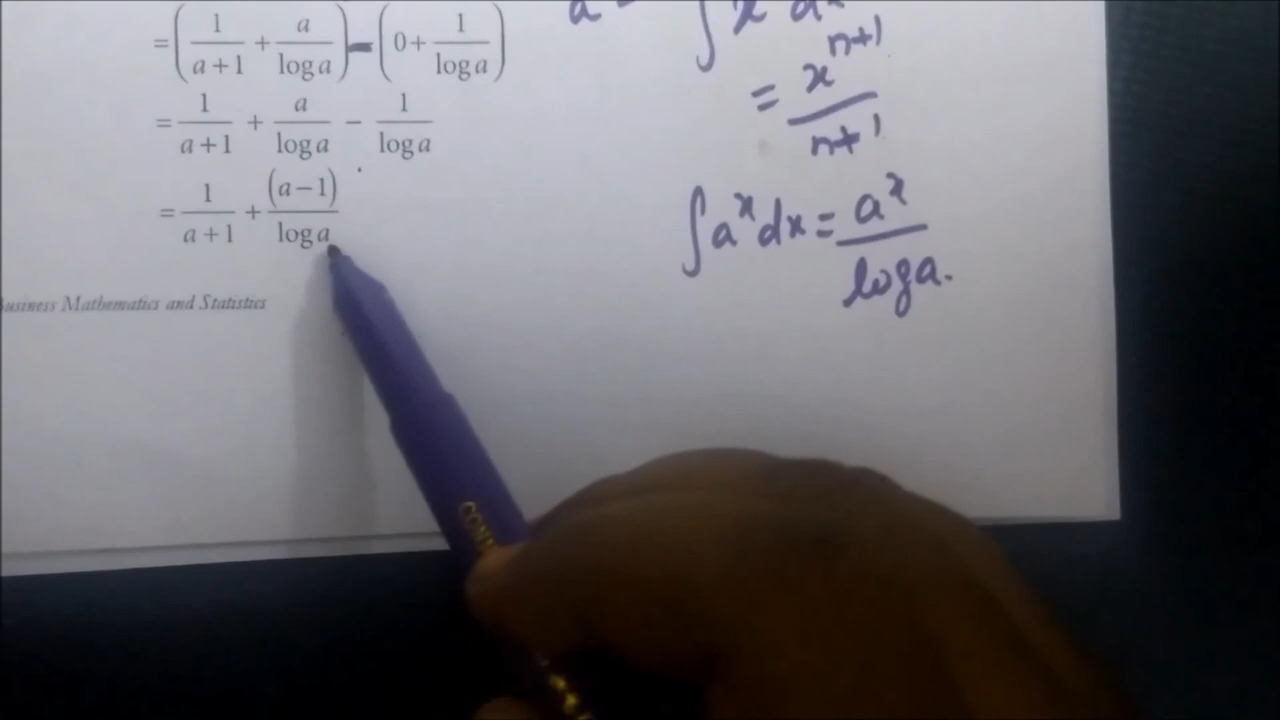 = (1/(a+1) + a/log a) - (0 + 1/log a)
= 1/(a+1) + a/log a - 1/log a
= 1/(a+1) + (a-1)/log a
Business Mathematics and Statistics
= x^(n+1)/(n+1)
∫a^x dx = a^x/log a.